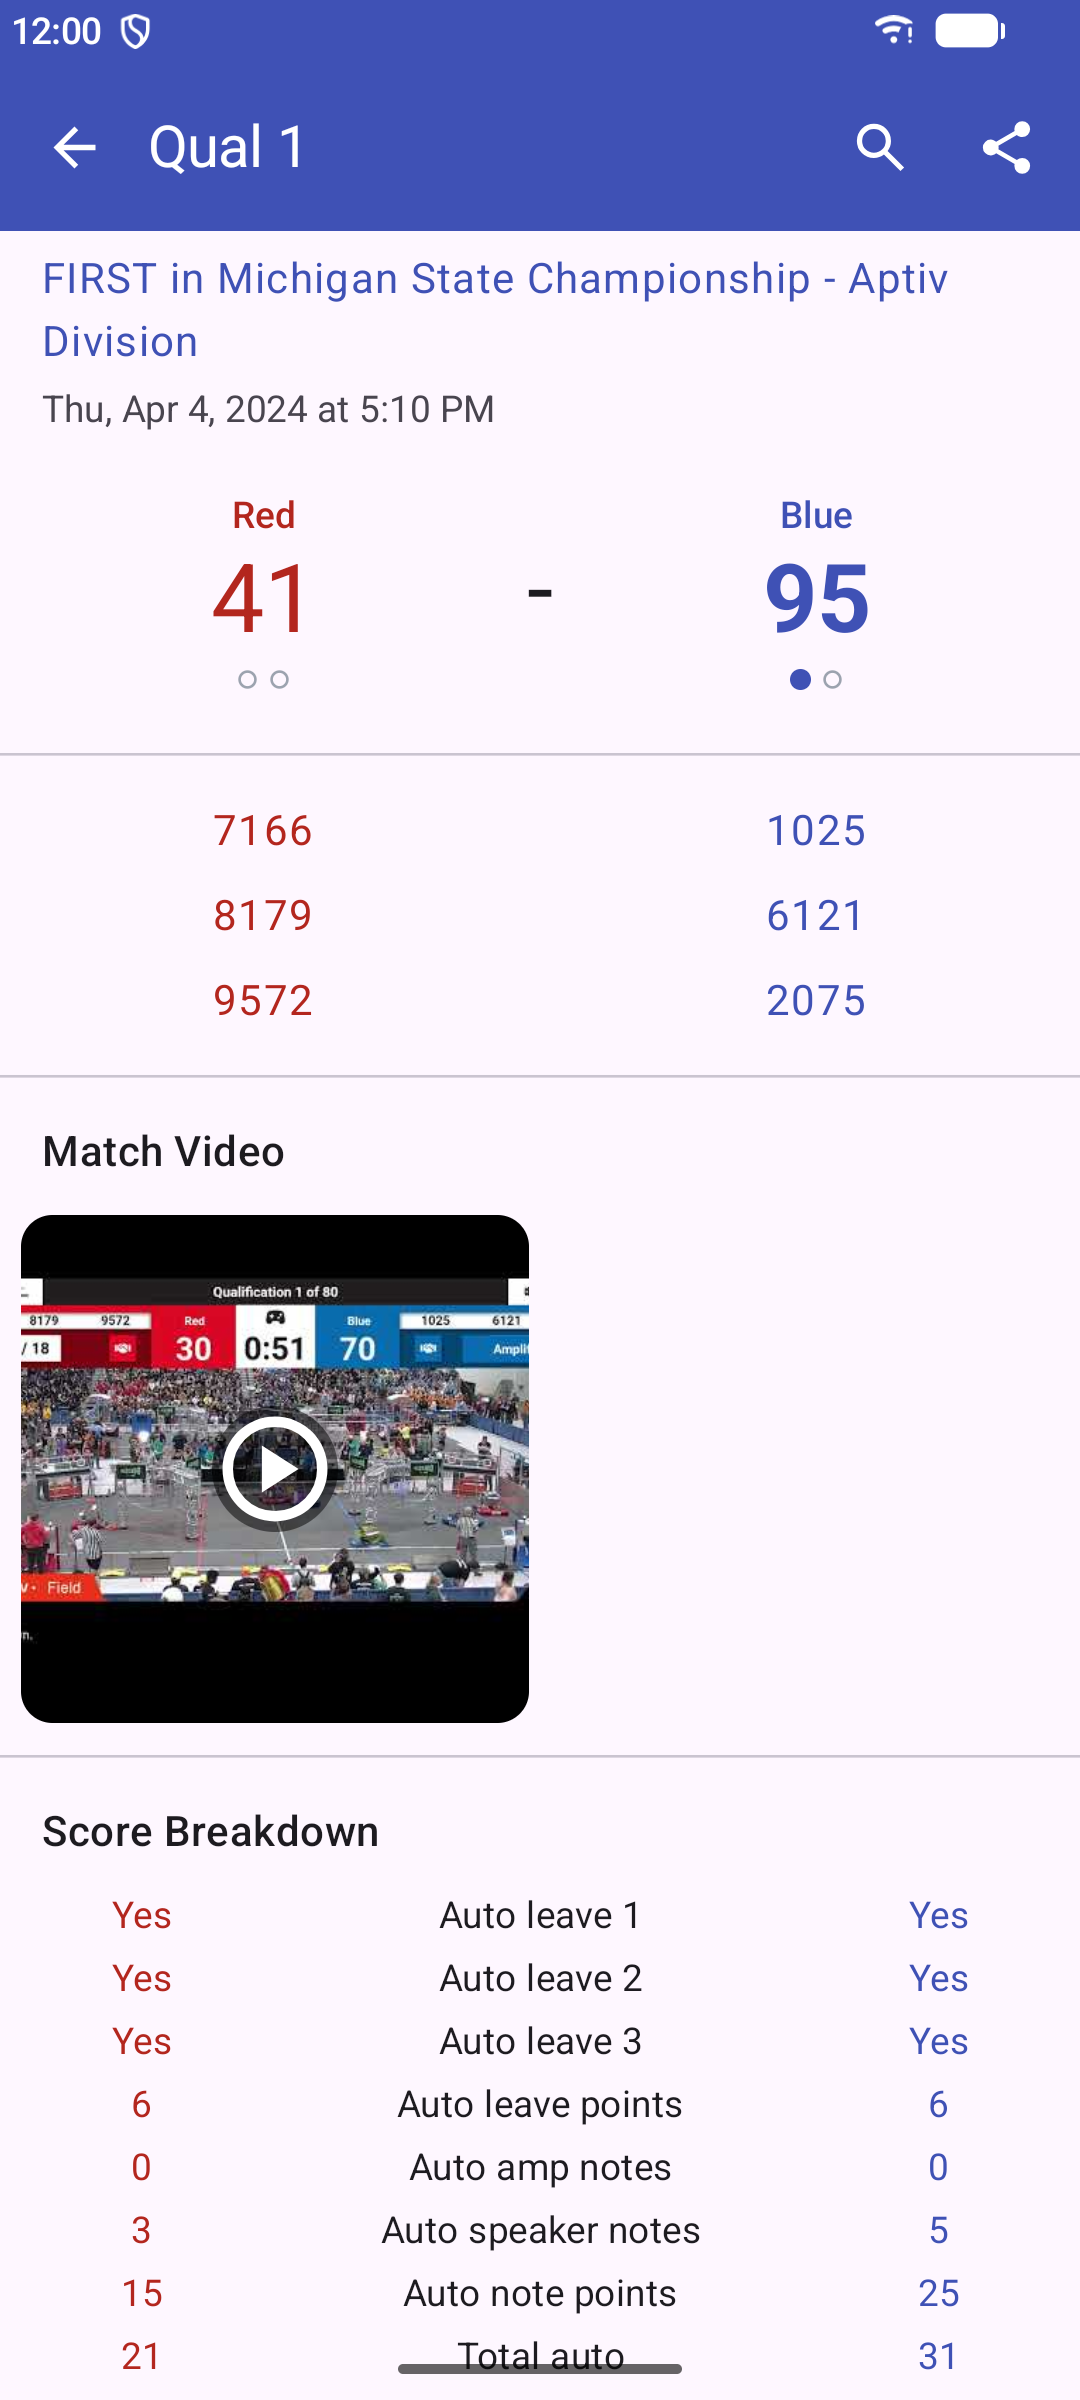 12:00
Qual 1
FIRST in Michigan State Championship - Aptiv
Division
Thu, Apr 4, 2024 at 5:10 PM
Red
Blue
41 - 95
7166 1025
8179 6121
9572 2075
Match Video
Qualification 1 of 80
8179 9572 Red Blue 1025 6121
/ 18 30 0:51 70
Field
Score Breakdown
Yes Auto leave 1 Yes
Yes Auto leave 2 Yes
Yes Auto leave 3 Yes
6 Auto leave points 6
0 Auto amp notes 0
3 Auto speaker notes 5
15 Auto note points 25
21 Total auto 31